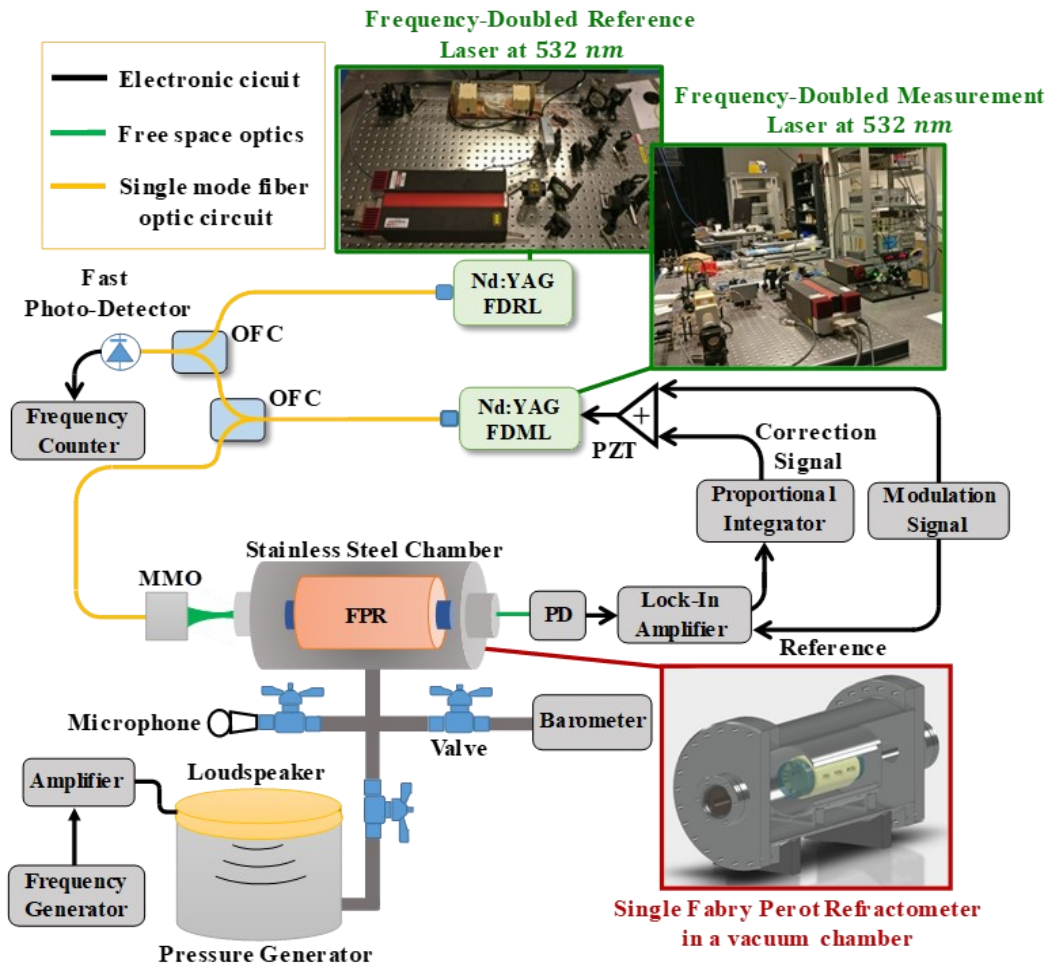 Frequency-Doubled Reference
Laser at 532 nm
Frequency-Doubled Measurement
Laser at 532 nm
Electronic cicuit
Free space optics
Single mode fiber
optic circuit
Fast
Photo-Detector
OFC
Nd:YAG
FDRL
OFC
Nd:YAG
FDML
PZT
+
Frequency
Counter
Correction
Signal
Proportional
Integrator
Modulation
Signal
Stainless Steel Chamber
MMO
FPR
PD
Lock-In
Amplifier
Reference
Microphone
Valve
Barometer
Amplifier
Loudspeaker
Frequency
Generator
Pressure Generator
Single Fabry Perot Refractometer
in a vacuum chamber